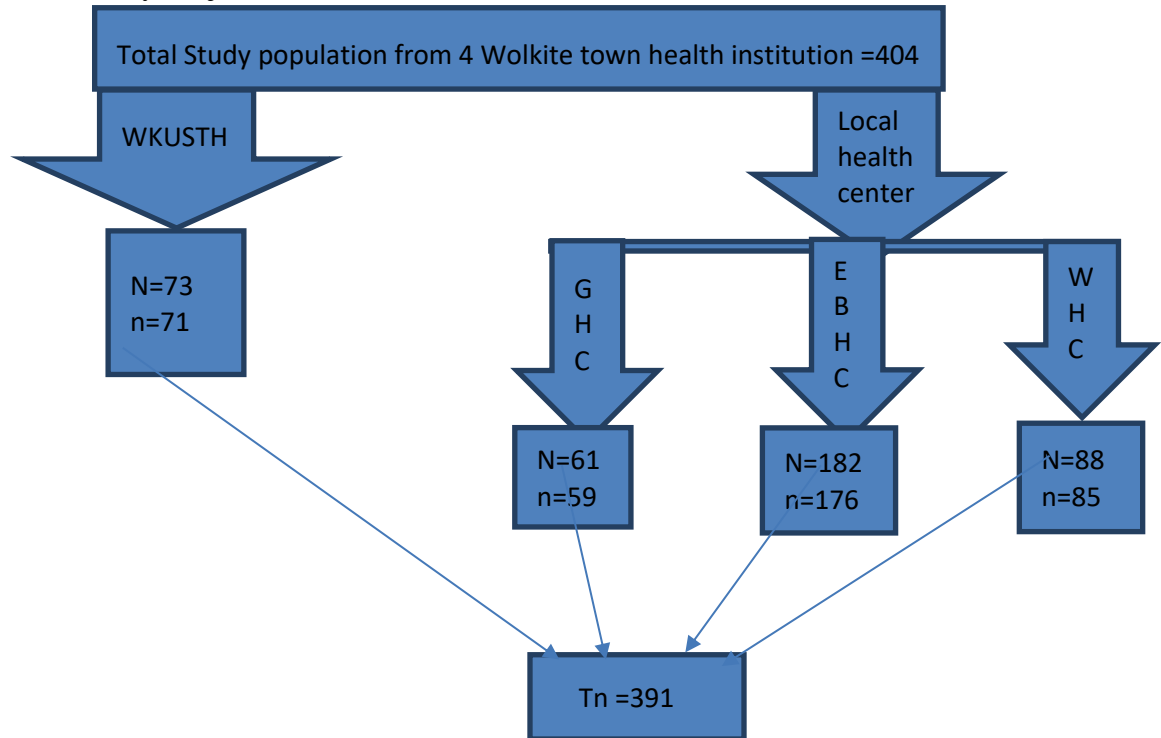 Total Study population from 4 Wolkite town health institution =404
WKUSTH
Local
health
center
N=73
n=71
G
H
C
E
B
H
C
W
H
C
N=61
n=59
N=182
n=176
N=88
n=85
Tn =391